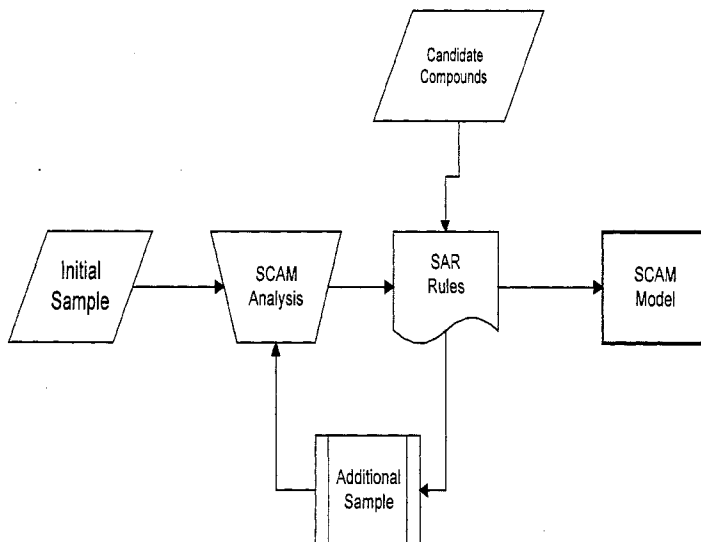 Candidate
Compounds
Initial
Sample
SCAM
Analysis
SAR
Rules
SCAM
Model
Additional
Sample